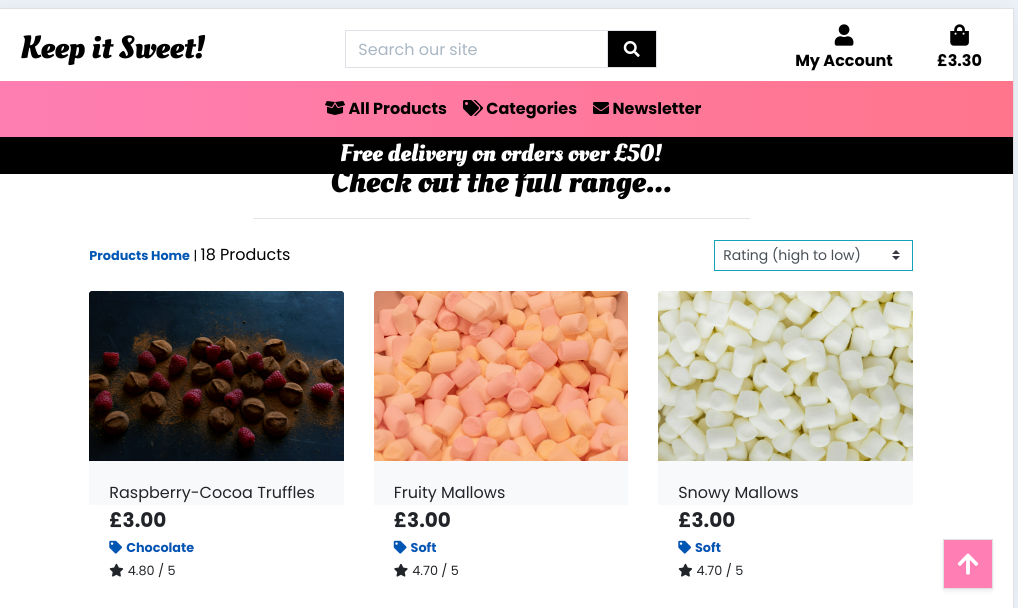 Keep it Sweet!
Search our site
My Account
£3.30
All Products Categories Newsletter
Free delivery on orders over £50!
Check out the full range...
Products Home | 18 Products
Rating (high to low)
Raspberry-Cocoa Truffles
£3.00
Chocolate
4.80 / 5
Fruity Mallows
£3.00
Soft
4.70 / 5
Snowy Mallows
£3.00
Soft
4.70 / 5